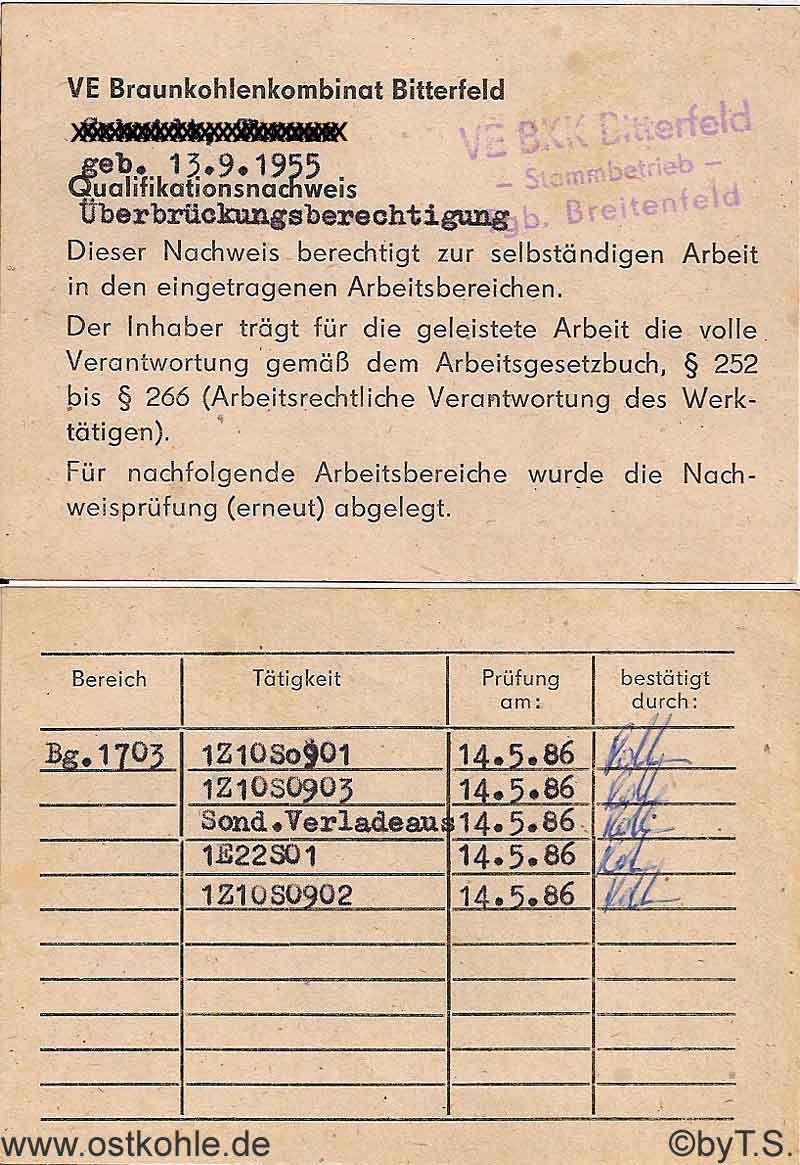 VE Braunkohlenkombinat Bitterfeld
geb. 13.9.1955
Qualifikationsnachweis
Überbrückungsberechtigung
VE BKK Bitterfeld
– Stammbetrieb –
Tgb. Breitenfeld
Dieser Nachweis berechtigt zur selbständigen Arbeit
in den eingetragenen Arbeitsbereichen.
Der Inhaber trägt für die geleistete Arbeit die volle
Verantwortung gemäß dem Arbeitsgesetzbuch, § 252
bis § 266 (Arbeitsrechtliche Verantwortung des Werk-
tätigen).
Für nachfolgende Arbeitsbereiche wurde die Nach-
weisprüfung (erneut) abgelegt.
Bereich Tätigkeit Prüfung am: bestätigt durch:
Bg.1703 1Z10So901 14.5.86
1Z10S0903 14.5.86
Sond.Verladeaus 14.5.86
1E22S01 14.5.86
1Z10S0902 14.5.86
www.ostkohle.de ©byT.S.